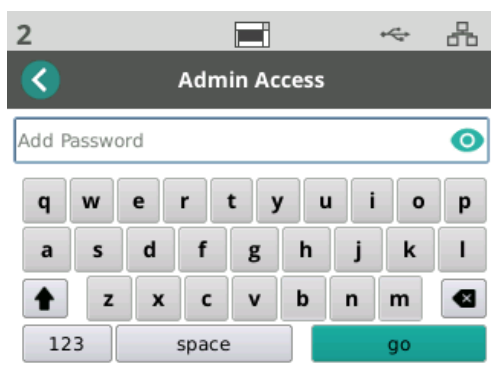 2
Admin Access
Add Password
q w e r t y u i o p
a s d f g h j k l
z x c v b n m
123 space go